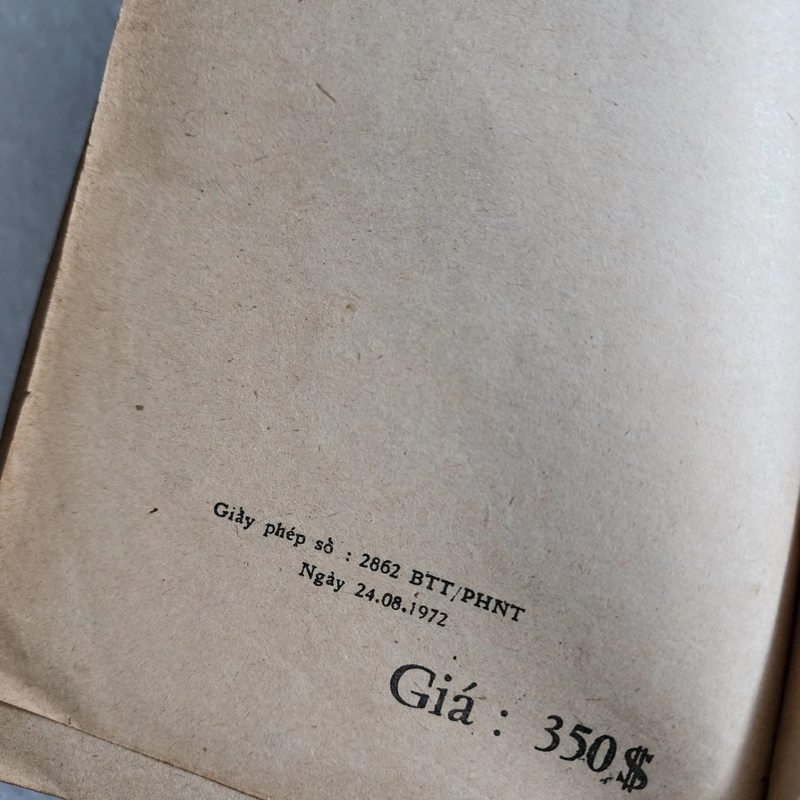 Giấy phép số : 2862 BTT/PHNT
Ngày 24.08.1972
Giá : 350$